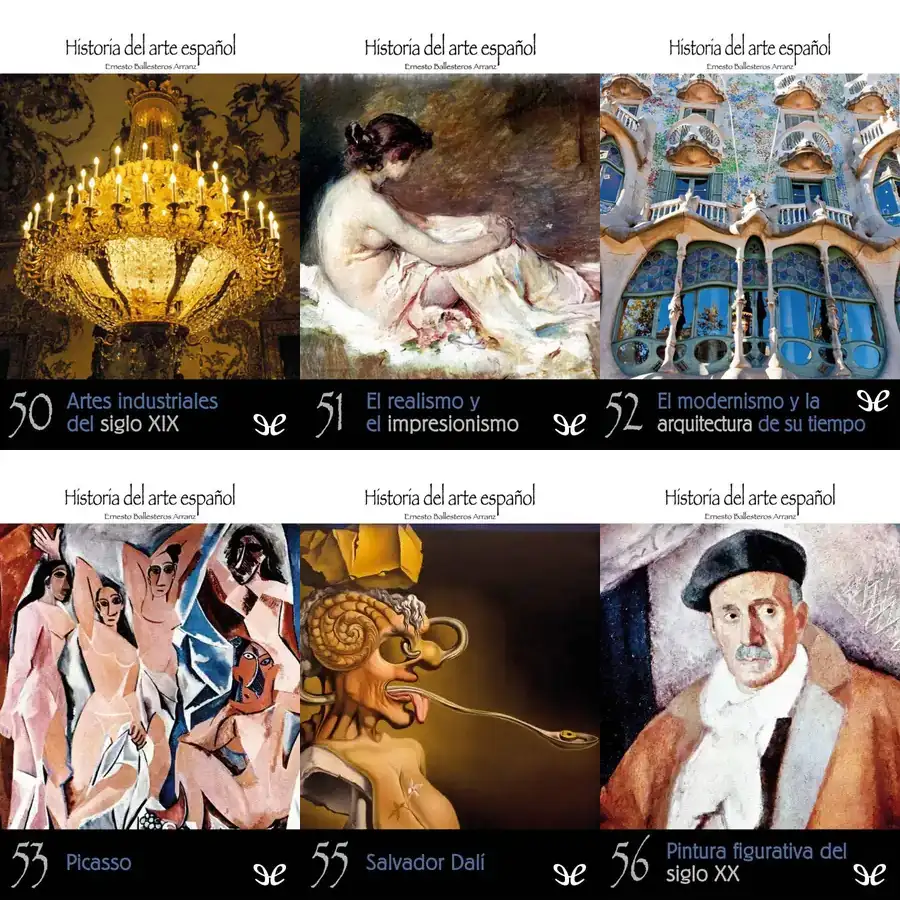 Historia del arte español
Ernesto Ballesteros Arranz
50
Artes industriales
del siglo XIX
Historia del arte español
Ernesto Ballesteros Arranz
51
El realismo y
el impresionismo
Historia del arte español
Ernesto Ballesteros Arranz
52
El modernismo y la
arquitectura de su tiempo
Historia del arte español
Ernesto Ballesteros Arranz
53
Picasso
Historia del arte español
Ernesto Ballesteros Arranz
55
Salvador Dalí
Historia del arte español
Ernesto Ballesteros Arranz
56
Pintura figurativa del
siglo XX